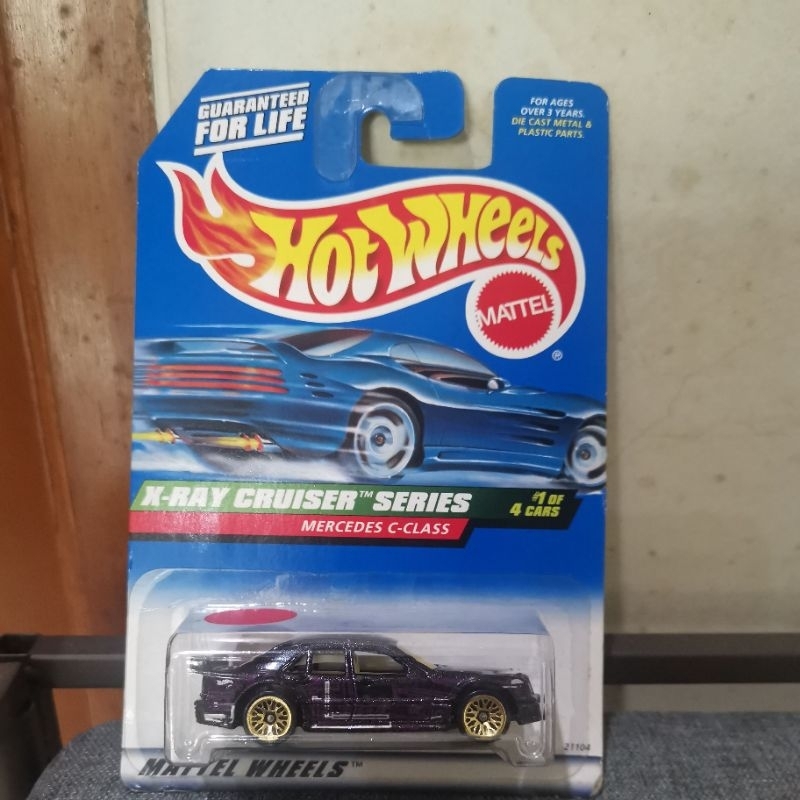 GUARANTEED
FOR LIFE
FOR AGES
OVER 3 YEARS.
DIE CAST METAL &
PLASTIC PARTS.
HOT WHEELS
MATTEL
®
X-RAY CRUISER™ SERIES
#1 OF
4 CARS
MERCEDES C-CLASS
21104
MATTEL WHEELS™